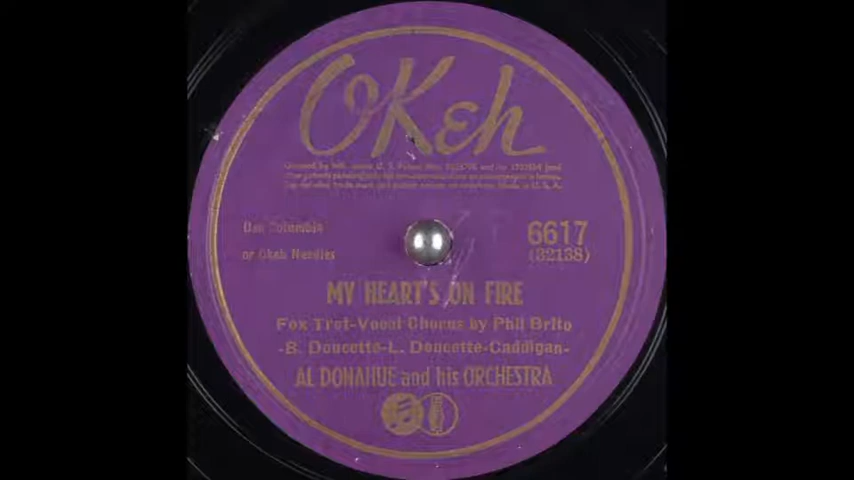 OKeh
Use Columbia
or Okeh Needles
6617
(32138)
MY HEART'S ON FIRE
Fox Trot-Vocal Chorus by Phil Brito
-B. Doucette-L. Doucette-Caddigan-
AL DONAHUE and his ORCHESTRA